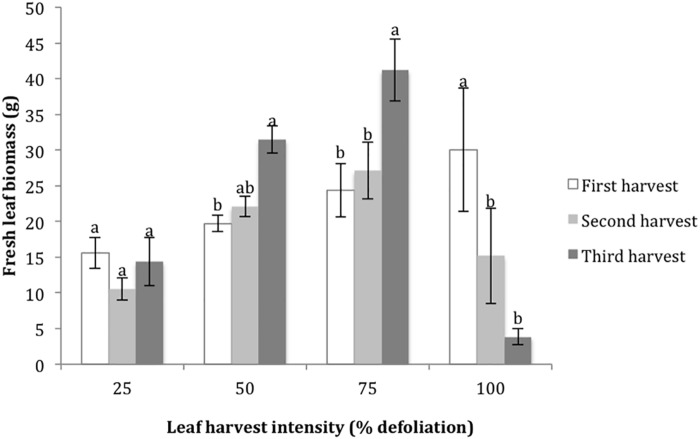 Fresh leaf biomass (g)
50
45
40
35
30
25
20
15
10
5
0
a
a
a
b
ab
a
b
b
a
a
b
b
25
50
75
100
Leaf harvest intensity (% defoliation)
First harvest
Second harvest
Third harvest